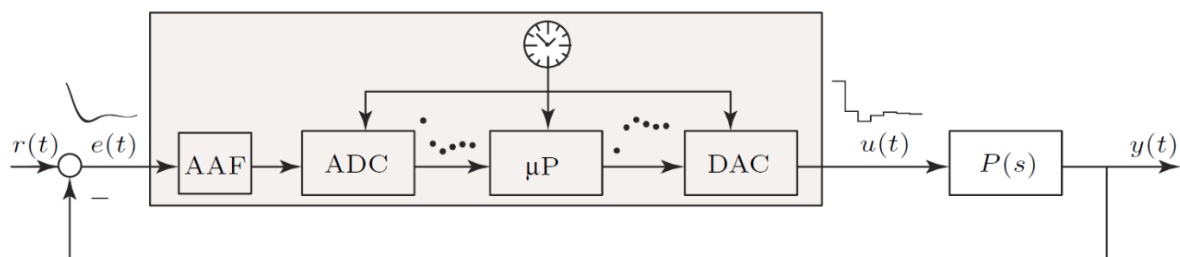 r(t) e(t) AAF ADC μP DAC u(t) P(s) y(t)
−